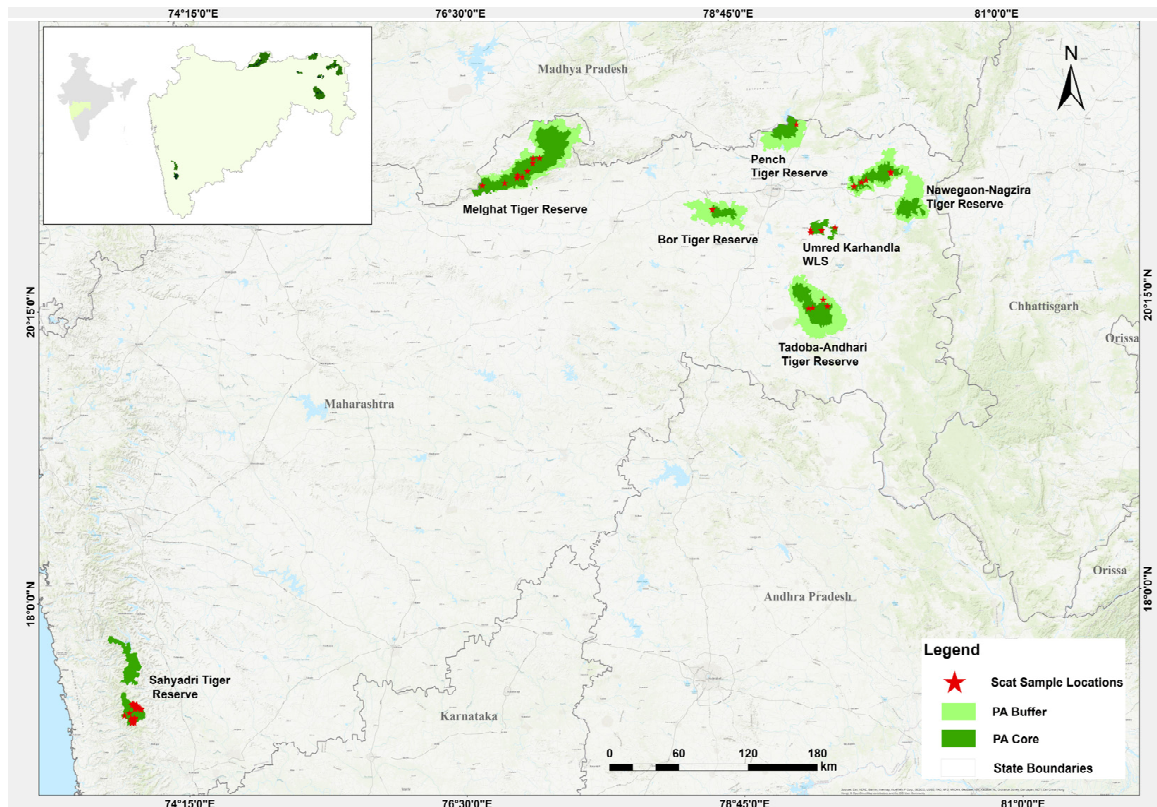 74°15'0"E 76°30'0"E 78°45'0"E 81°0'0"E
N
Madhya Pradesh
Pench
Tiger Reserve
Melghat Tiger Reserve
Nawegaon-Nagzira
Tiger Reserve
Bor Tiger Reserve
Umred Karhandla
WLS
20°15'0"N
20°15'0"N
Chhattisgarh
Orissa
Tadoba-Andhari
Tiger Reserve
Maharashtra
Orissa
18°0'0"N
18°0'0"N
Andhra Pradesh
Sahyadri Tiger
Reserve
Karnataka
Legend
Scat Sample Locations
PA Buffer
PA Core
State Boundaries
0 60 120 180
km
74°15'0"E 76°30'0"E 78°45'0"E 81°0'0"E